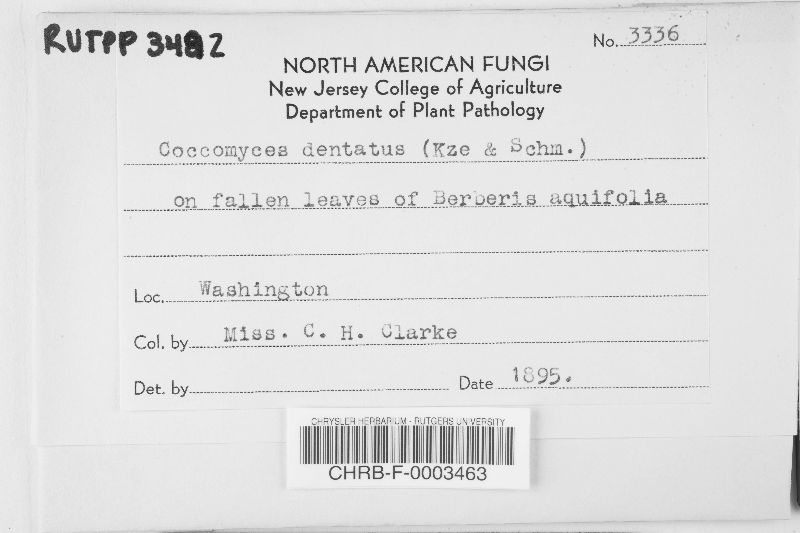 RUTPP 3482
No. 3336
NORTH AMERICAN FUNGI
New Jersey College of Agriculture
Department of Plant Pathology
Coccomyces dentatus (Kze & Schm.)
on fallen leaves of Berberis aquifolia
Loc. Washington
Col. by Miss. C. H. Clarke
Det. by
Date 1895.
CHRYSLER HERBARIUM - RUTGERS UNIVERSITY
CHRB-F-0003463